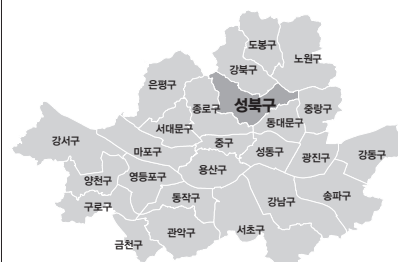 도봉구
노원구
강북구
은평구
성북구
종로구
중랑구
동대문구
서대문구
강서구
중구
마포구
성동구
광진구
강동구
용산구
양천구
영등포구
동작구
송파구
강남구
구로구
관악구
서초구
금천구